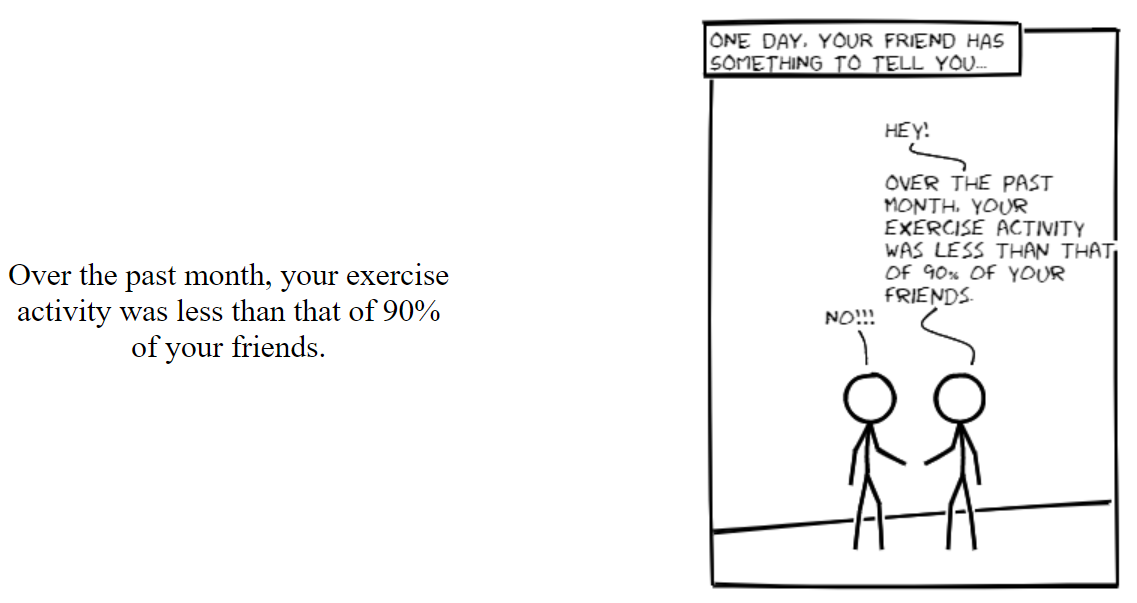 Over the past month, your exercise
activity was less than that of 90%
of your friends.
ONE DAY, YOUR FRIEND HAS
SOMETHING TO TELL YOU...
HEY!
OVER THE PAST
MONTH, YOUR
EXERCISE ACTIVITY
WAS LESS THAN THAT
OF 90% OF YOUR
FRIENDS.
NO!!!